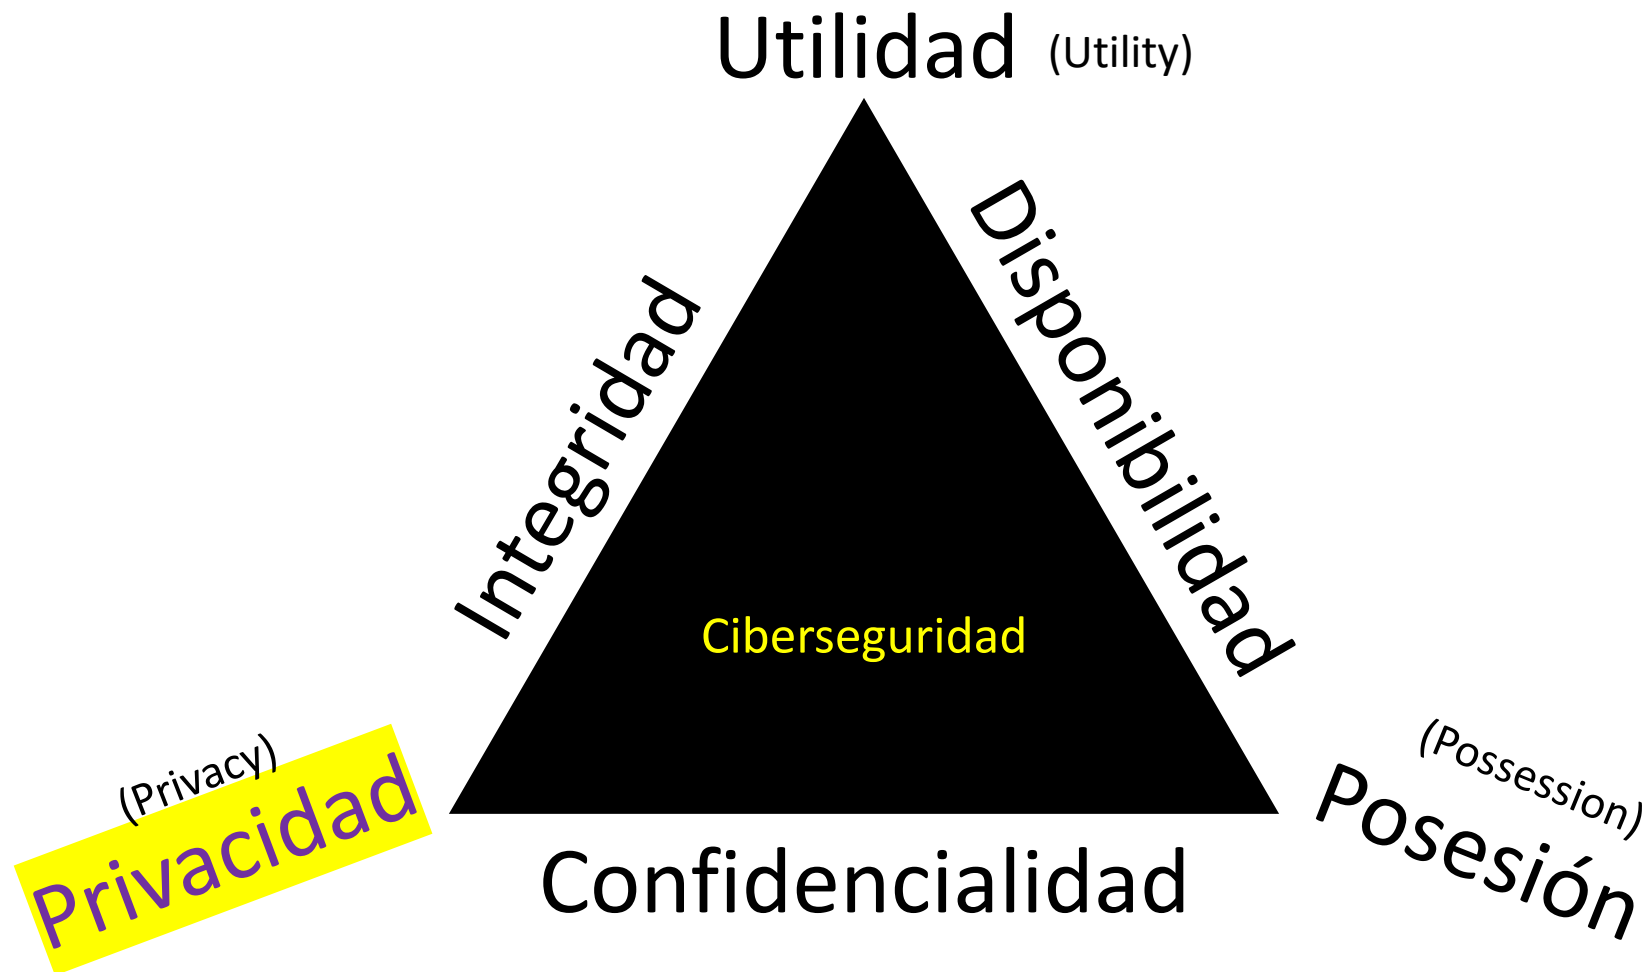 Utilidad (Utility)
Integridad
Disponibilidad
Ciberseguridad
(Privacy)
Privacidad
Confidencialidad
(Possession)
Posesión